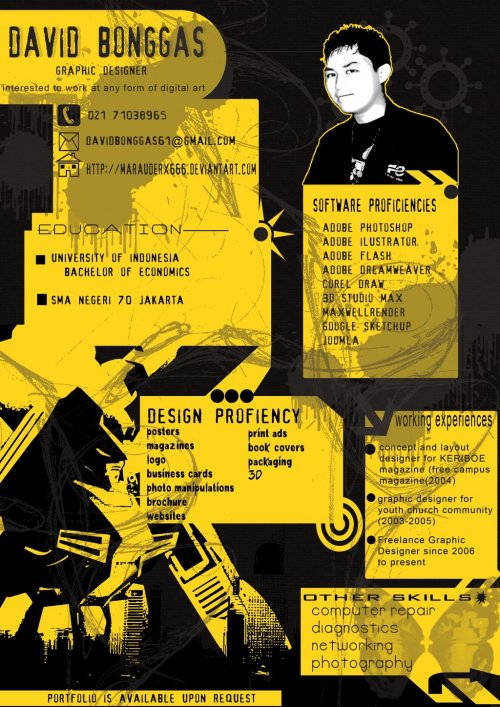 DAVID BONGGAS
GRAPHIC DESIGNER
interested to work at any form of digital art
021 71038965
DAVIDBONGGAS61@GMAIL.COM
HTTP://MARAUDERX666.DEVIANTART.COM
EDUCATION
UNIVERSITY OF INDONESIA
BACHELOR OF ECONOMICS
SMA NEGERI 70 JAKARTA
SOFTWARE PROFICIENCIES
ADOBE PHOTOSHOP
ADOBE ILUSTRATOR
ADOBE FLASH
ADOBE DREAMWEAVER
COREL DRAW
3D STUDIO MAX
MAXWELLRENDER
GOOGLE SKETCHUP
JOOMLA
DESIGN PROFIENCY
posters
magazines
logo
business cards
photo manipulations
brochure
websites
print ads
book covers
packaging
3D
working experiences
concept and layout
designer for KERIBOE
magazine (free campus
magazine(2004)
graphic designer for
youth church community
(2003-2005)
Freelance Graphic
Designer since 2006
to present
OTHER SKILLS
computer repair
diagnostics
networking
photography
PORTFOLIO IS AVAILABLE UPON REQUEST